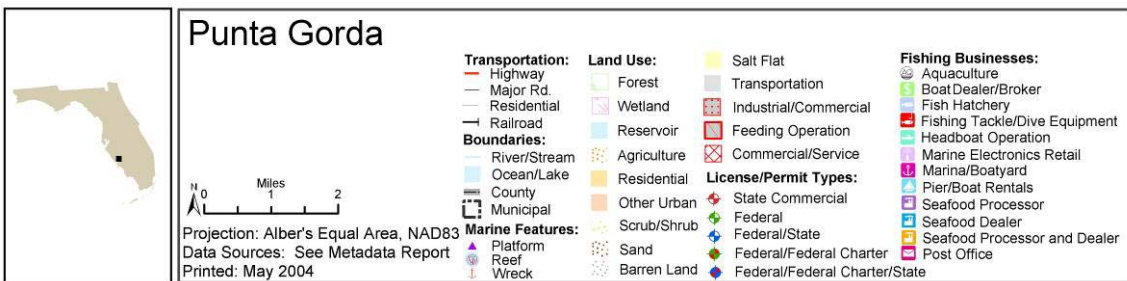 Punta Gorda
N
Miles
0 1 2
Projection: Alber's Equal Area, NAD83
Data Sources: See Metadata Report
Printed: May 2004
Transportation:
Highway
Major Rd.
Residential
Railroad
Boundaries:
River/Stream
Ocean/Lake
County
Municipal
Marine Features:
Platform
Reef
Wreck
Land Use:
Forest
Wetland
Reservoir
Agriculture
Residential
Other Urban
Scrub/Shrub
Sand
Barren Land
Salt Flat
Transportation
Industrial/Commercial
Feeding Operation
Commercial/Service
License/Permit Types:
State Commercial
Federal
Federal/State
Federal/Federal Charter
Federal/Federal Charter/State
Fishing Businesses:
Aquaculture
Boat Dealer/Broker
Fish Hatchery
Fishing Tackle/Dive Equipment
Headboat Operation
Marine Electronics Retail
Marina/Boatyard
Pier/Boat Rentals
Seafood Processor
Seafood Dealer
Seafood Processor and Dealer
Post Office